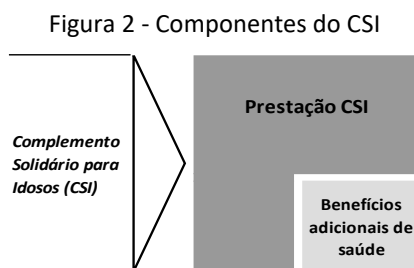 Figura 2 - Componentes do CSI
Prestação CSI
Complemento
Solidário para
Idosos (CSI)
Benefícios
adicionais de
saúde